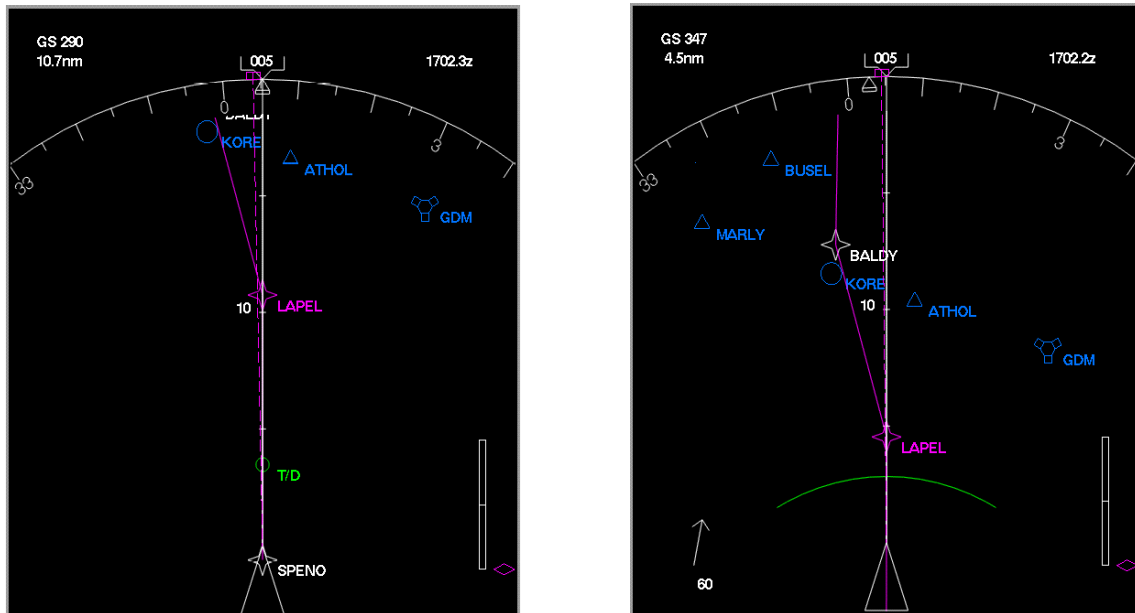 GS 290
10.7nm
005
1702.3z
0
BALDY
KORE
ATHOL
3
33
GDM
10
LAPEL
T/D
SPENO
GS 347
4.5nm
005
1702.2z
0
3
33
BUSEL
MARLY
BALDY
KORE
10
ATHOL
GDM
LAPEL
60